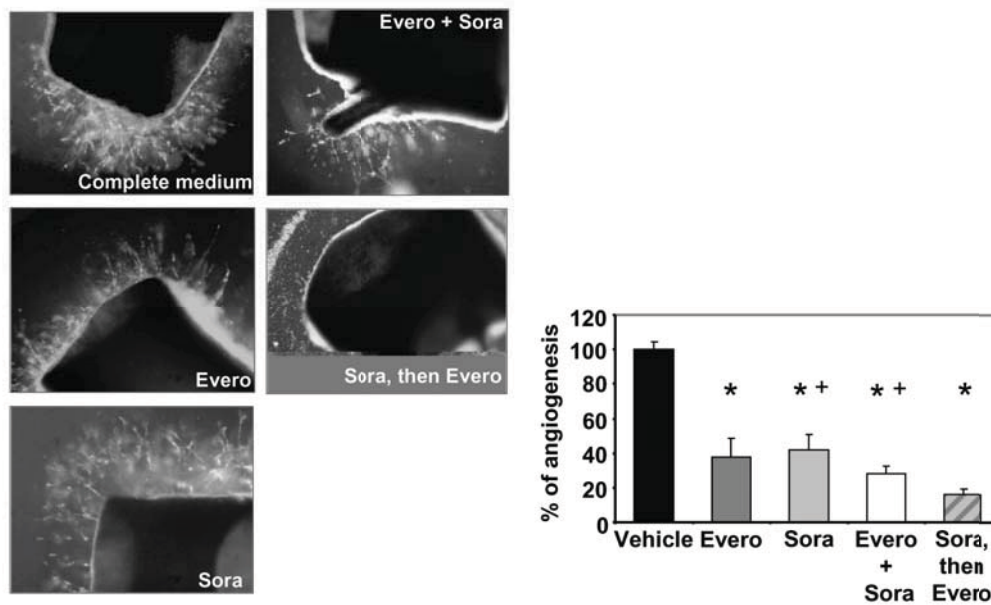 Complete medium
Evero + Sora
Evero
Sora, then Evero
Sora
% of angiogenesis
120
100
80
60
40
20
0
*
* +
* +
*
Vehicle
Evero
Sora
Evero
+
Sora
Sora,
then
Evero